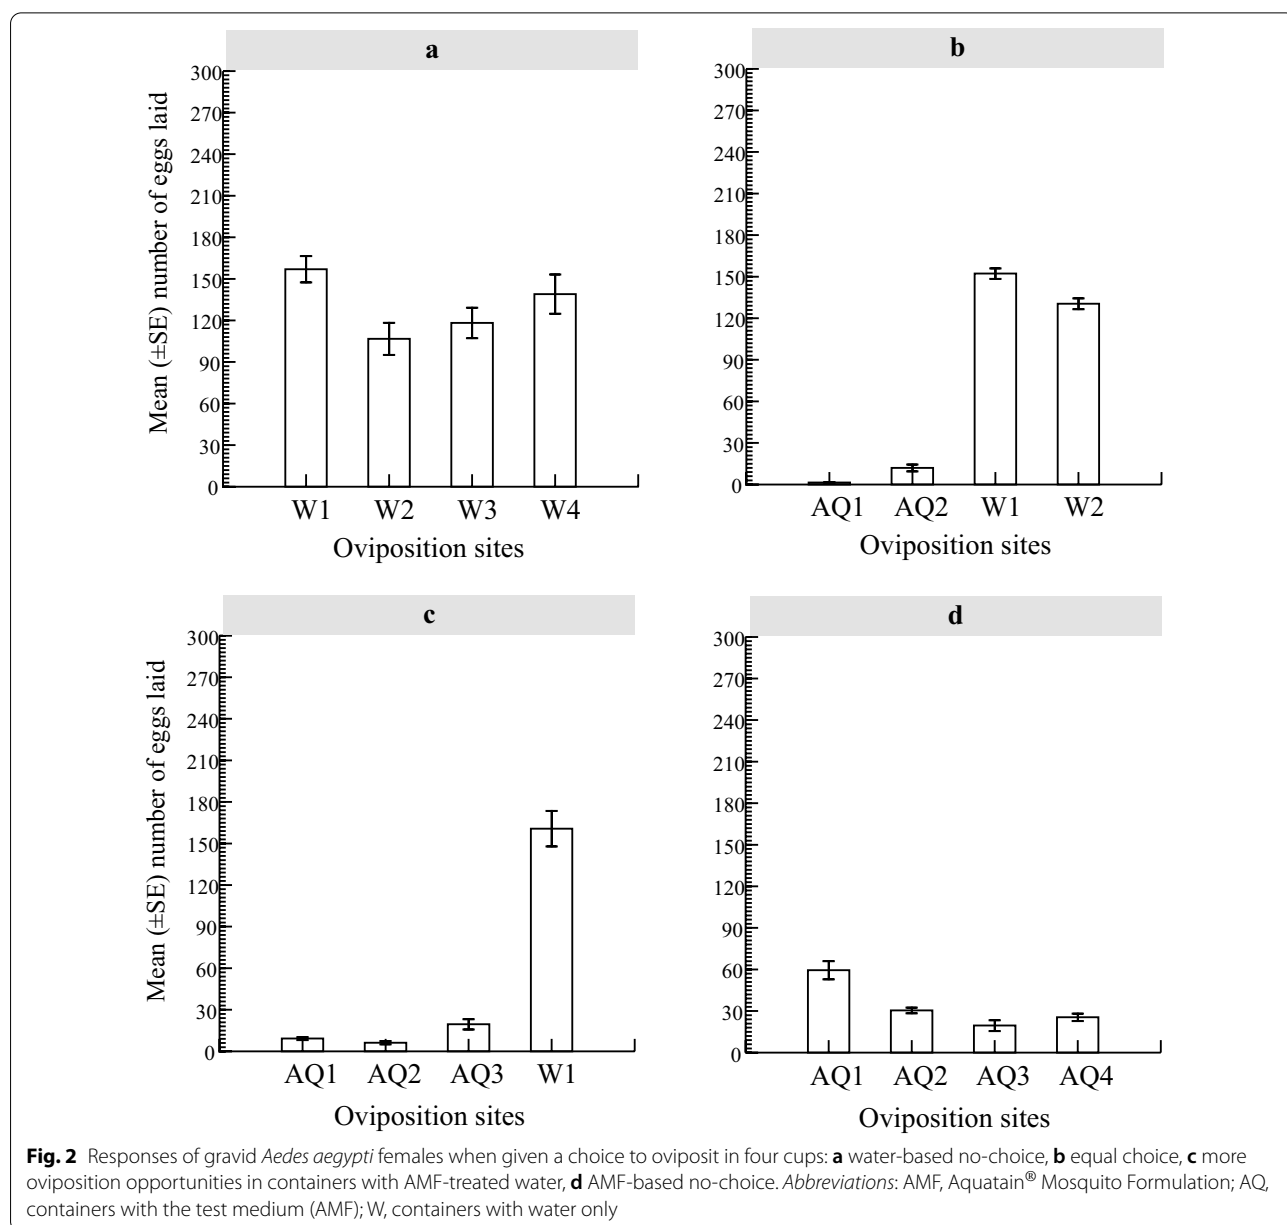 a
Mean (±SE) number of eggs laid
300
270
240
210
180
150
120
90
60
30
0
W1 W2 W3 W4
Oviposition sites
b
300
270
240
210
180
150
120
90
60
30
0
AQ1 AQ2 W1 W2
Oviposition sites
c
Mean (±SE) number of eggs laid
300
270
240
210
180
150
120
90
60
30
0
AQ1 AQ2 AQ3 W1
Oviposition sites
d
300
270
240
210
180
150
120
90
60
30
0
AQ1 AQ2 AQ3 AQ4
Oviposition sites
Fig. 2 Responses of gravid Aedes aegypti females when given a choice to oviposit in four cups: a water-based no-choice, b equal choice, c more
oviposition opportunities in containers with AMF-treated water, d AMF-based no-choice. Abbreviations: AMF, Aquatain® Mosquito Formulation; AQ,
containers with the test medium (AMF); W, containers with water only